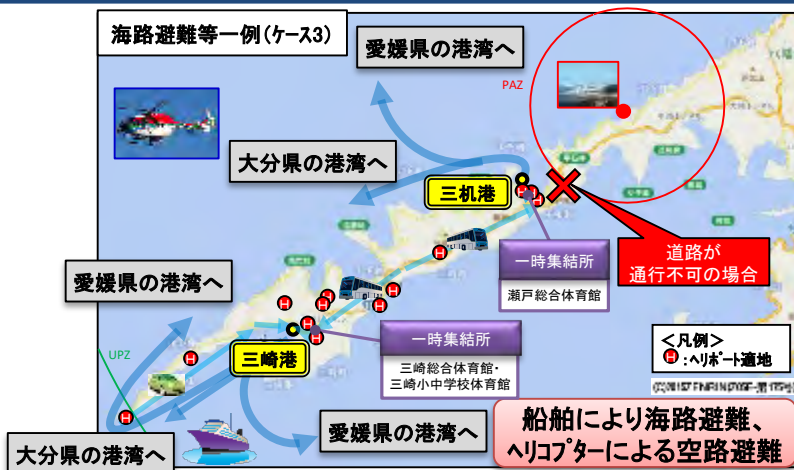 海路避難等一例(ケース3)
愛媛県の港湾へ
PAZ
大分県の港湾へ
三机港
道路が
通行不可の場合
一時集結所
瀬戸総合体育館
愛媛県の港湾へ
一時集結所
三崎総合体育館・
三崎小中学校体育館
三崎港
UPZ
<凡例>
H:ヘリポート適地
愛媛県の港湾へ
大分県の港湾へ
船舶により海路避難、
ヘリコプターによる空路避難